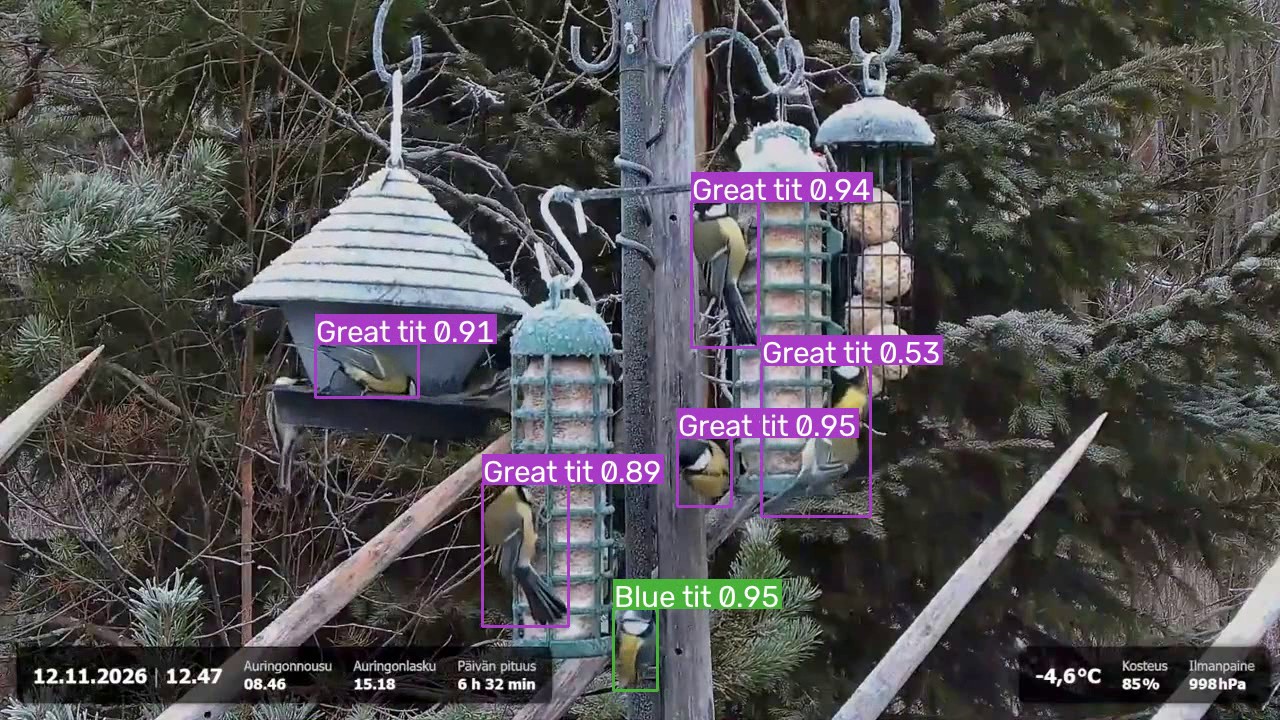 Great tit 0.94
Great tit 0.91
Great tit 0.53
Great tit 0.95
Great tit 0.89
Blue tit 0.95
12.11.2026 | 12.47
Auringonnousu
08.46
Auringonlasku
15.18
Päivän pituus
6 h 32 min
-4,6°C
Kosteus
85%
Ilmanpaine
998hPa